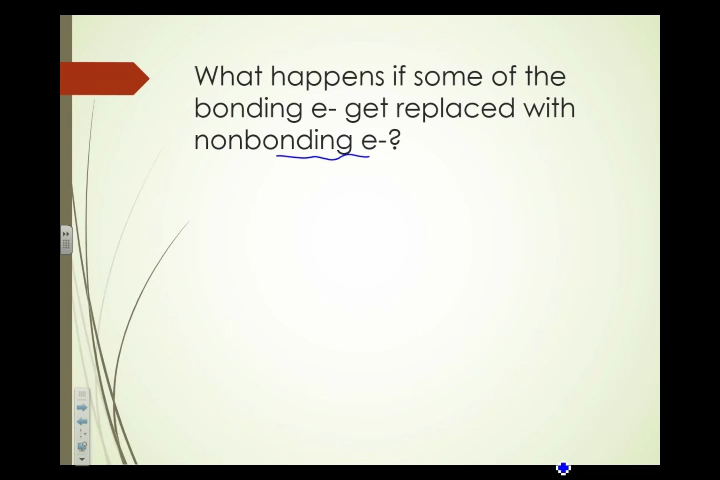 What happens if some of the
bonding e- get replaced with
nonbonding e-?